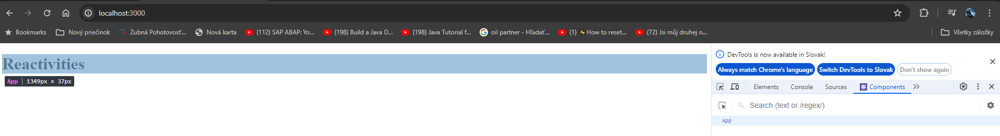 localhost:3000
Bookmarks Nový priečinok Zubná Pohotovosť... Nová karta (112) SAP ABAP: Yo... (198) Build a Java D... (198) Java Tutorial f... oil partner - Hľadať... (1) ⚡How to reset... (72) Jsi můj druhej n... Všetky záložky
Reactivities
App | 1349px × 37px
DevTools is now available in Slovak!
Always match Chrome's language Switch DevTools to Slovak Don't show again
Elements Console Sources Components
Search (text or /regex/)
App